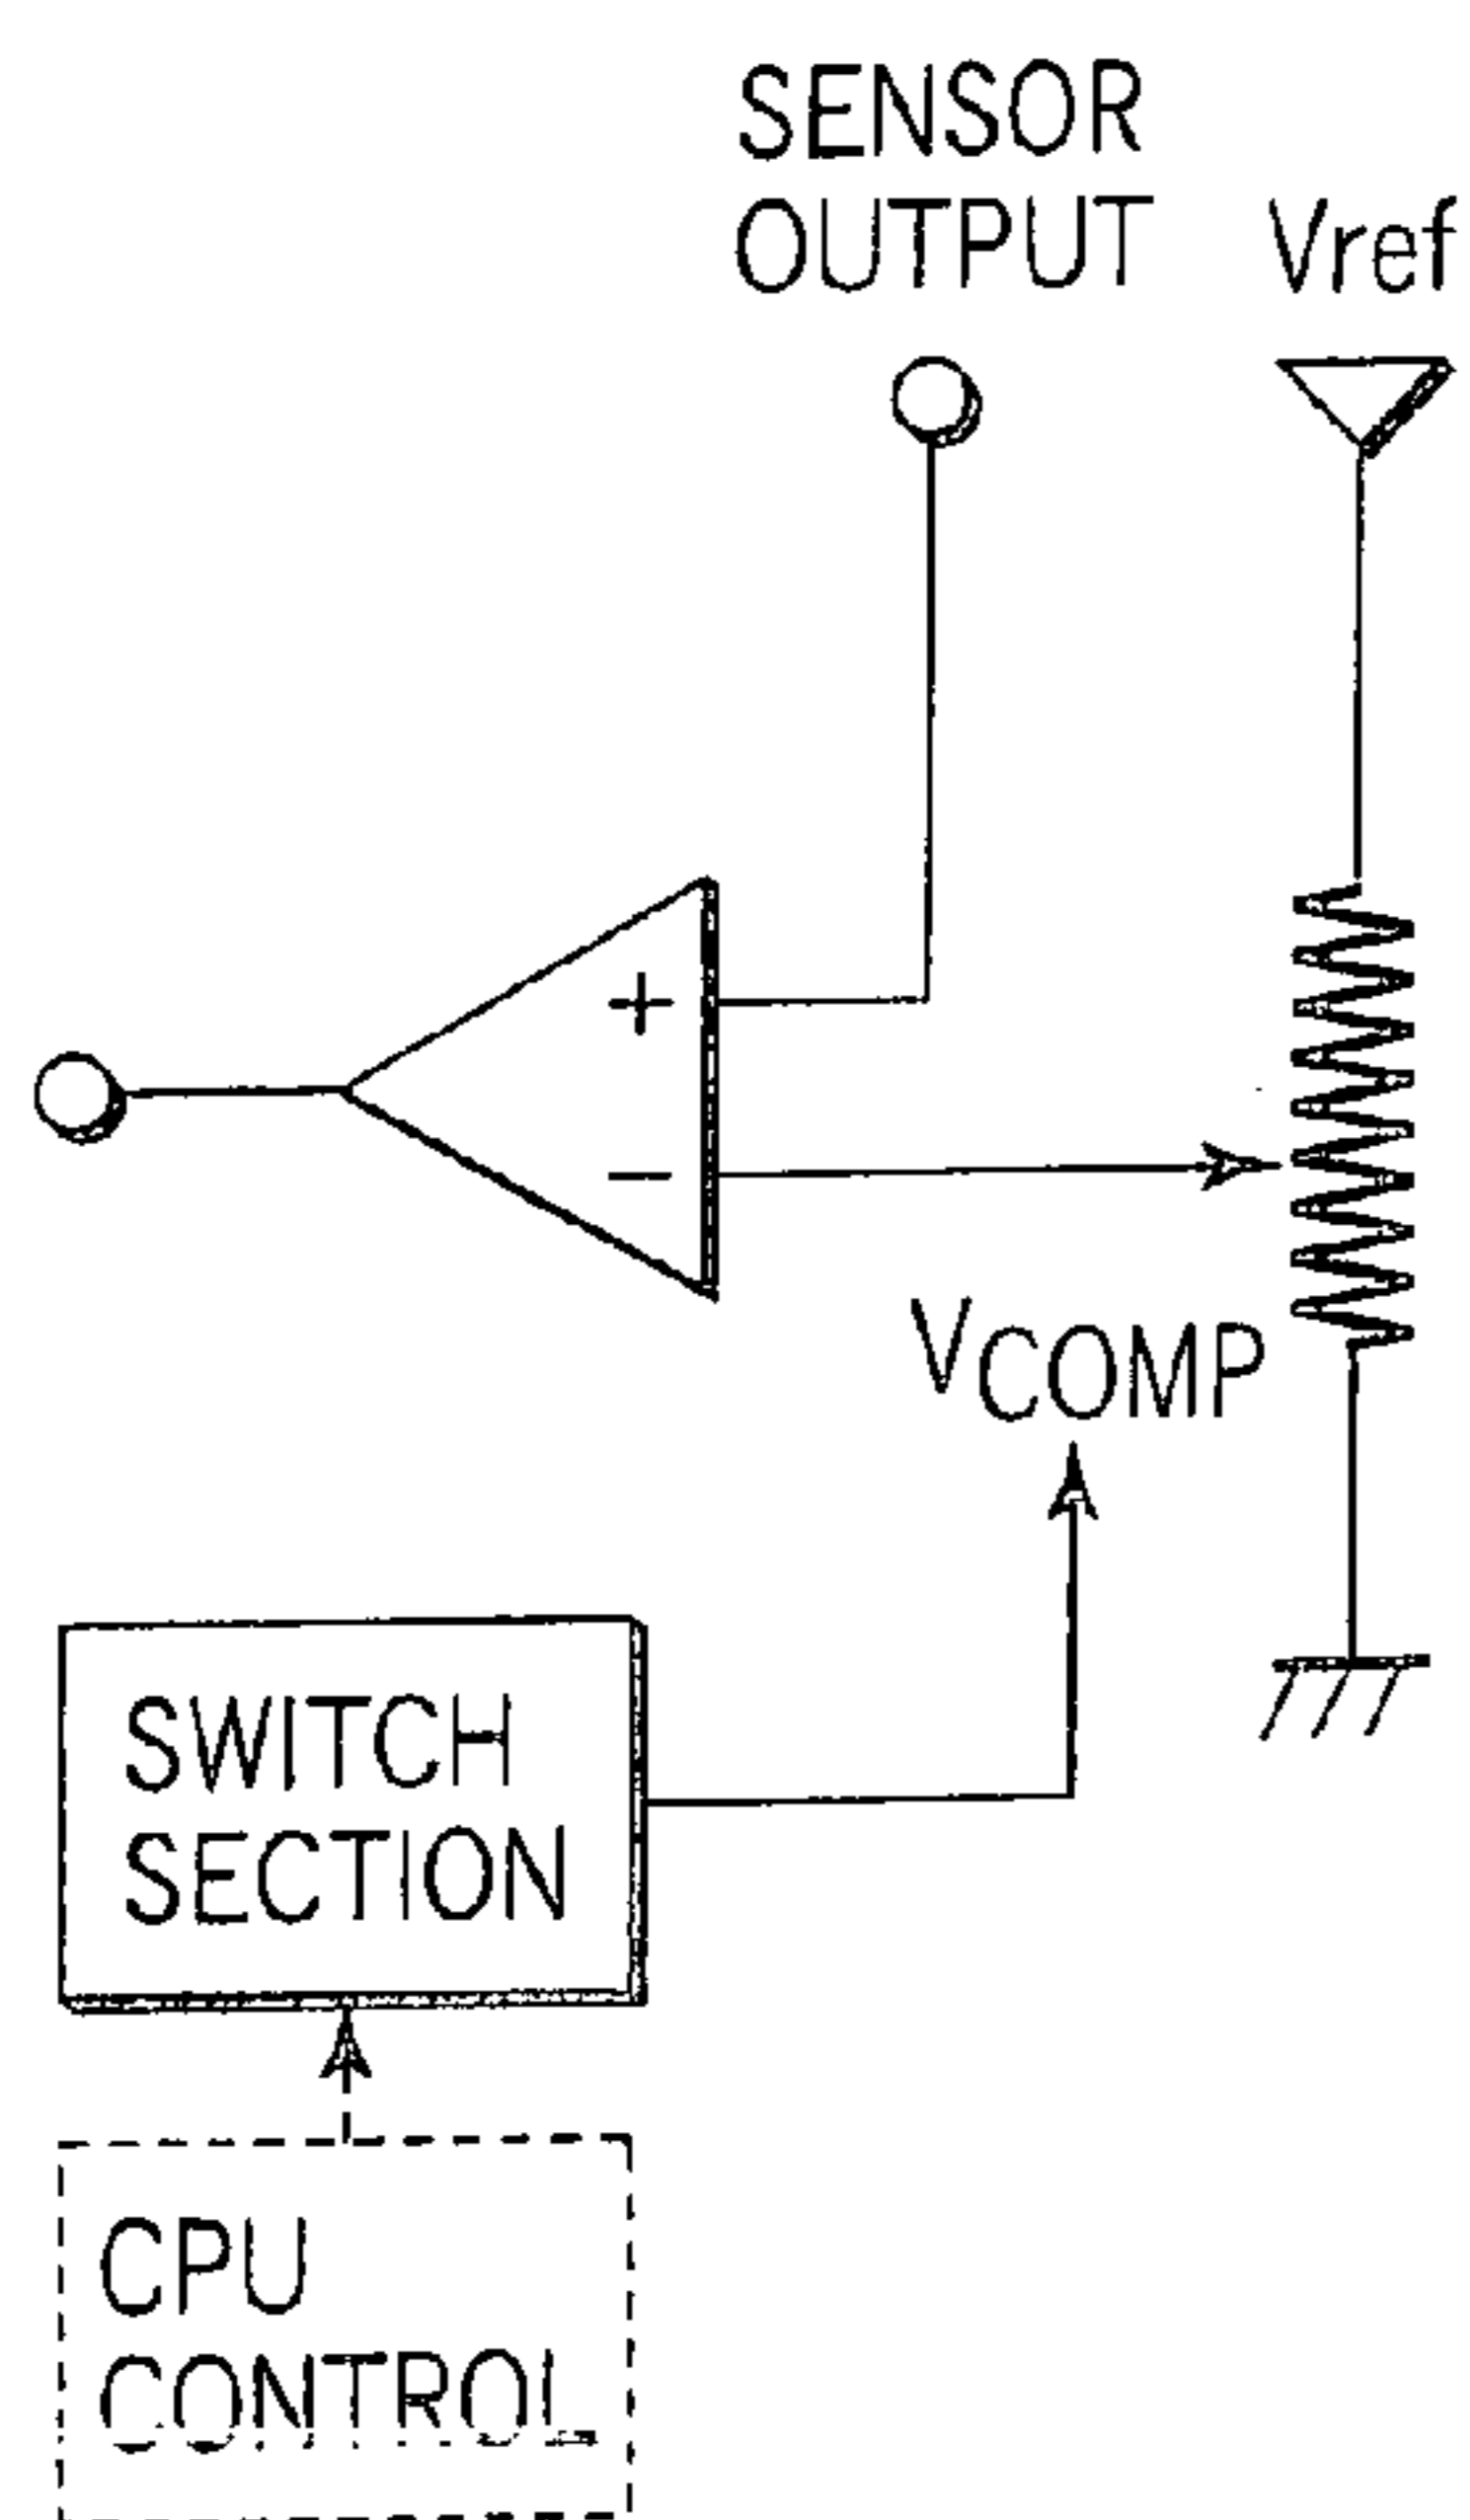 SENSOR
OUTPUT
Vref
+
−
VCOMP
SWITCH
SECTION
CPU
CONTROL